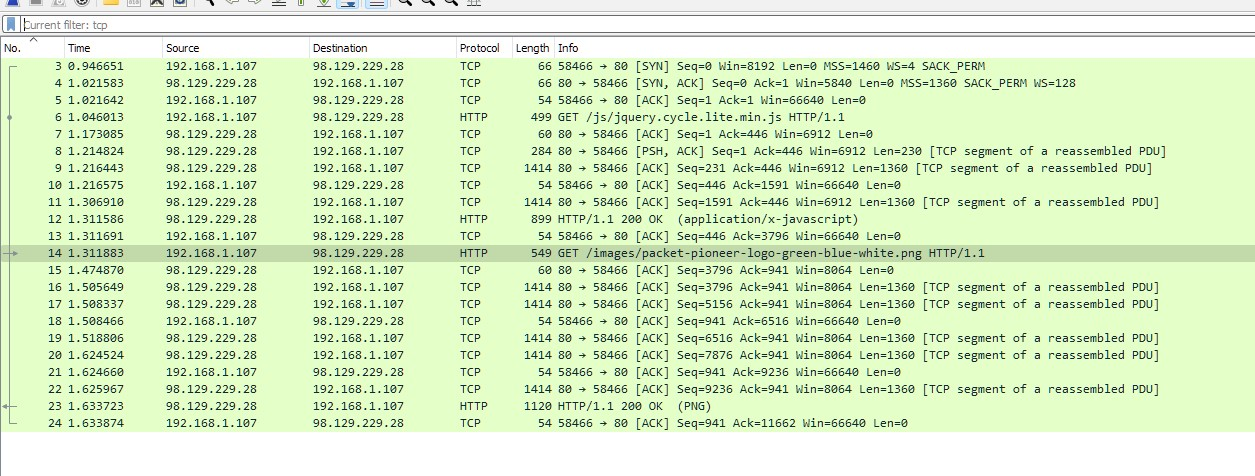 Current filter: tcp
No. Time Source Destination Protocol Length Info
3 0.946651 192.168.1.107 98.129.229.28 TCP 66 58466 → 80 [SYN] Seq=0 Win=8192 Len=0 MSS=1460 WS=4 SACK_PERM
4 1.021583 98.129.229.28 192.168.1.107 TCP 66 80 → 58466 [SYN, ACK] Seq=0 Ack=1 Win=5840 Len=0 MSS=1360 SACK_PERM WS=128
5 1.021642 192.168.1.107 98.129.229.28 TCP 54 58466 → 80 [ACK] Seq=1 Ack=1 Win=66640 Len=0
6 1.046013 192.168.1.107 98.129.229.28 HTTP 499 GET /js/jquery.cycle.lite.min.js HTTP/1.1
7 1.173085 98.129.229.28 192.168.1.107 TCP 60 80 → 58466 [ACK] Seq=1 Ack=446 Win=6912 Len=0
8 1.214824 98.129.229.28 192.168.1.107 TCP 284 80 → 58466 [PSH, ACK] Seq=1 Ack=446 Win=6912 Len=230 [TCP segment of a reassembled PDU]
9 1.216443 98.129.229.28 192.168.1.107 TCP 1414 80 → 58466 [ACK] Seq=231 Ack=446 Win=6912 Len=1360 [TCP segment of a reassembled PDU]
10 1.216575 192.168.1.107 98.129.229.28 TCP 54 58466 → 80 [ACK] Seq=446 Ack=1591 Win=66640 Len=0
11 1.306910 98.129.229.28 192.168.1.107 TCP 1414 80 → 58466 [ACK] Seq=1591 Ack=446 Win=6912 Len=1360 [TCP segment of a reassembled PDU]
12 1.311586 98.129.229.28 192.168.1.107 HTTP 899 HTTP/1.1 200 OK (application/x-javascript)
13 1.311691 192.168.1.107 98.129.229.28 TCP 54 58466 → 80 [ACK] Seq=446 Ack=3796 Win=66640 Len=0
14 1.311883 192.168.1.107 98.129.229.28 HTTP 549 GET /images/packet-pioneer-logo-green-blue-white.png HTTP/1.1
15 1.474870 98.129.229.28 192.168.1.107 TCP 60 80 → 58466 [ACK] Seq=3796 Ack=941 Win=8064 Len=0
16 1.505649 98.129.229.28 192.168.1.107 TCP 1414 80 → 58466 [ACK] Seq=3796 Ack=941 Win=8064 Len=1360 [TCP segment of a reassembled PDU]
17 1.508337 98.129.229.28 192.168.1.107 TCP 1414 80 → 58466 [ACK] Seq=5156 Ack=941 Win=8064 Len=1360 [TCP segment of a reassembled PDU]
18 1.508466 192.168.1.107 98.129.229.28 TCP 54 58466 → 80 [ACK] Seq=941 Ack=6516 Win=66640 Len=0
19 1.518806 98.129.229.28 192.168.1.107 TCP 1414 80 → 58466 [ACK] Seq=6516 Ack=941 Win=8064 Len=1360 [TCP segment of a reassembled PDU]
20 1.624524 98.129.229.28 192.168.1.107 TCP 1414 80 → 58466 [ACK] Seq=7876 Ack=941 Win=8064 Len=1360 [TCP segment of a reassembled PDU]
21 1.624660 192.168.1.107 98.129.229.28 TCP 54 58466 → 80 [ACK] Seq=941 Ack=9236 Win=66640 Len=0
22 1.625967 98.129.229.28 192.168.1.107 TCP 1414 80 → 58466 [ACK] Seq=9236 Ack=941 Win=8064 Len=1360 [TCP segment of a reassembled PDU]
23 1.633723 98.129.229.28 192.168.1.107 HTTP 1120 HTTP/1.1 200 OK (PNG)
24 1.633874 192.168.1.107 98.129.229.28 TCP 54 58466 → 80 [ACK] Seq=941 Ack=11662 Win=66640 Len=0